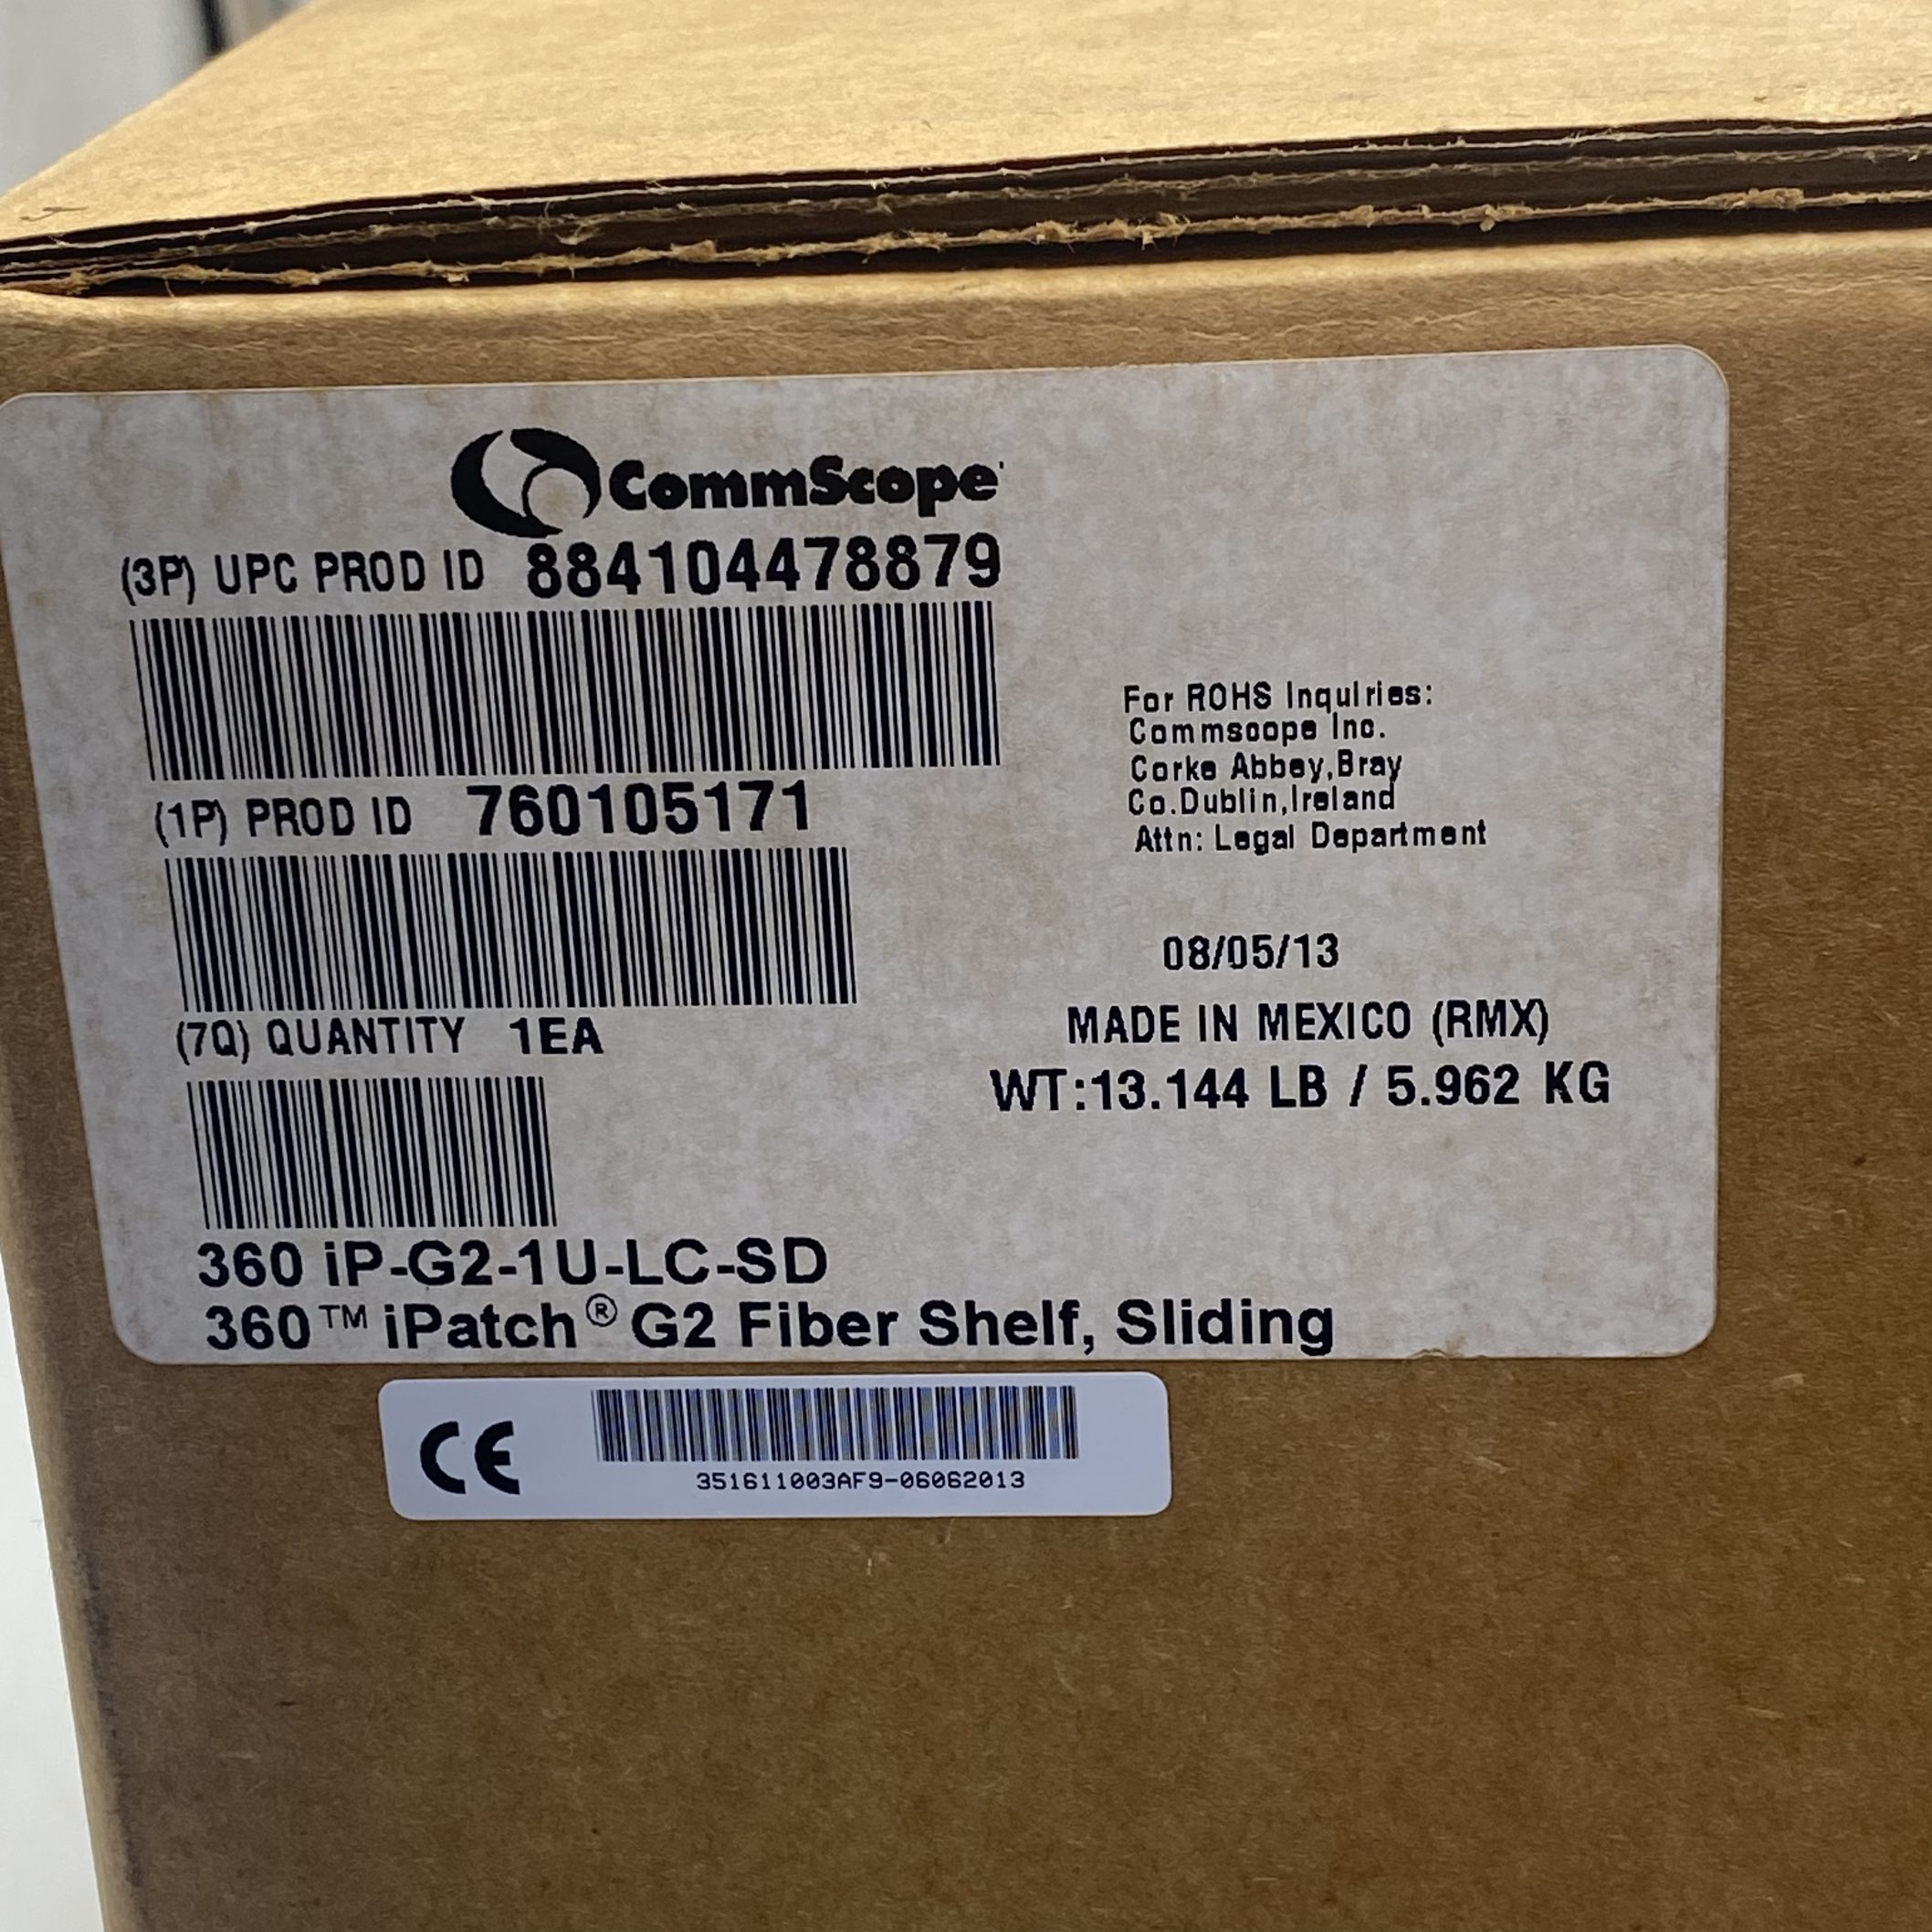 CommScope
(3P) UPC PROD ID 884104478879
(1P) PROD ID 760105171
(7Q) QUANTITY 1EA
For ROHS Inquiries:
Commscope Inc.
Corke Abbey,Bray
Co.Dublin,Ireland
Attn: Legal Department
08/05/13
MADE IN MEXICO (RMX)
WT:13.144 LB / 5.962 KG
360 iP-G2-1U-LC-SD
360™ iPatch® G2 Fiber Shelf, Sliding
CE
351611003AF9-06062013